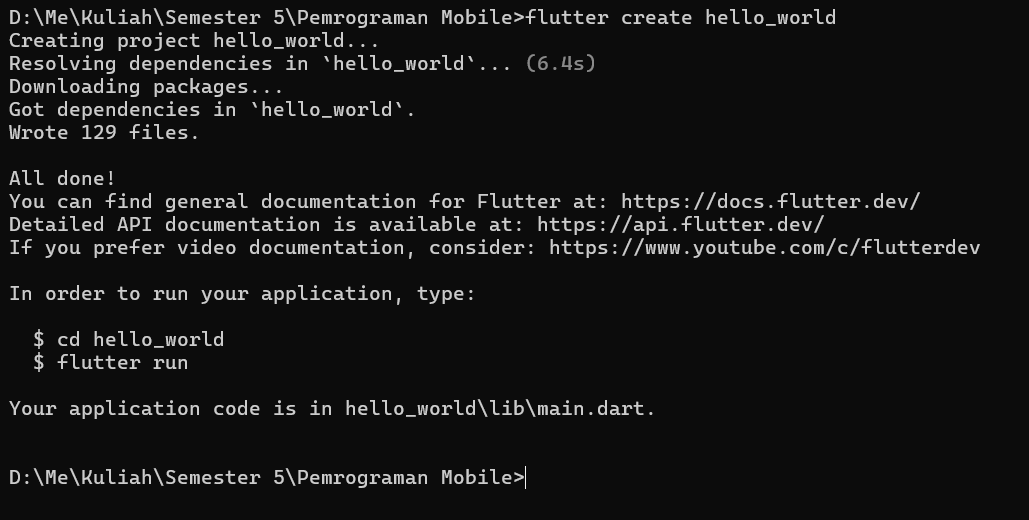 D:\Me\Kuliah\Semester 5\Pemrograman Mobile>flutter create hello_world
Creating project hello_world...
Resolving dependencies in `hello_world`... (6.4s)
Downloading packages...
Got dependencies in `hello_world`.
Wrote 129 files.
All done!
You can find general documentation for Flutter at: https://docs.flutter.dev/
Detailed API documentation is available at: https://api.flutter.dev/
If you prefer video documentation, consider: https://www.youtube.com/c/flutterdev
In order to run your application, type:
$ cd hello_world
$ flutter run
Your application code is in hello_world\lib\main.dart.
D:\Me\Kuliah\Semester 5\Pemrograman Mobile>